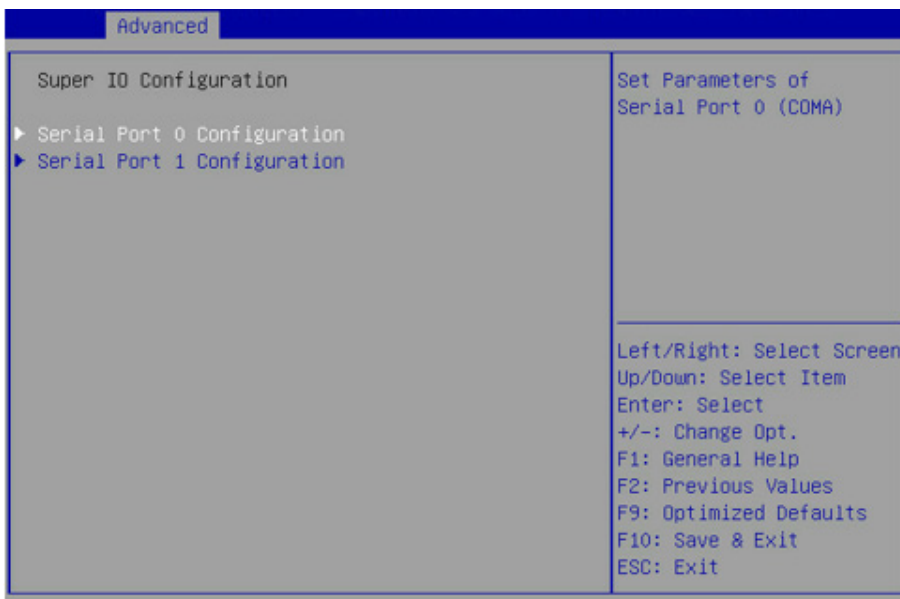 Advanced
Super IO Configuration
Serial Port 0 Configuration
Serial Port 1 Configuration
Set Parameters of
Serial Port 0 (COMA)
Left/Right: Select Screen
Up/Down: Select Item
Enter: Select
+/-: Change Opt.
F1: General Help
F2: Previous Values
F9: Optimized Defaults
F10: Save & Exit
ESC: Exit